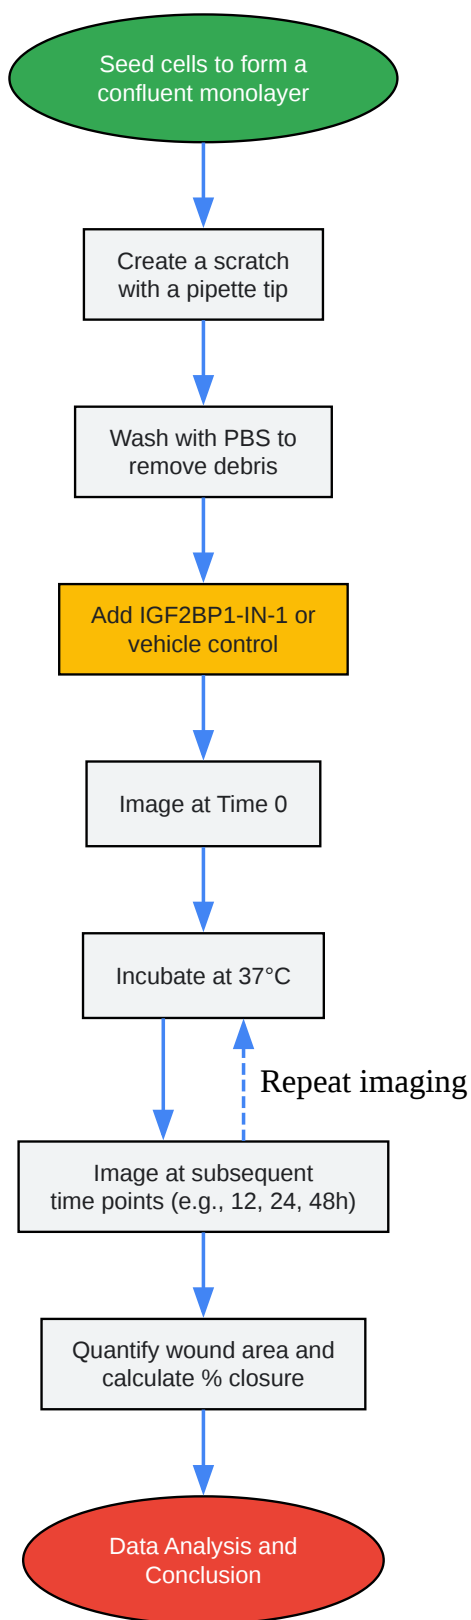 Seed cells to form a
confluent monolayer
Create a scratch
with a pipette tip
Wash with PBS to
remove debris
Add IGF2BP1-IN-1 or
vehicle control
Image at Time 0
Incubate at 37°C
Repeat imaging
Image at subsequent
time points (e.g., 12, 24, 48h)
Quantify wound area and
calculate % closure
Data Analysis and
Conclusion